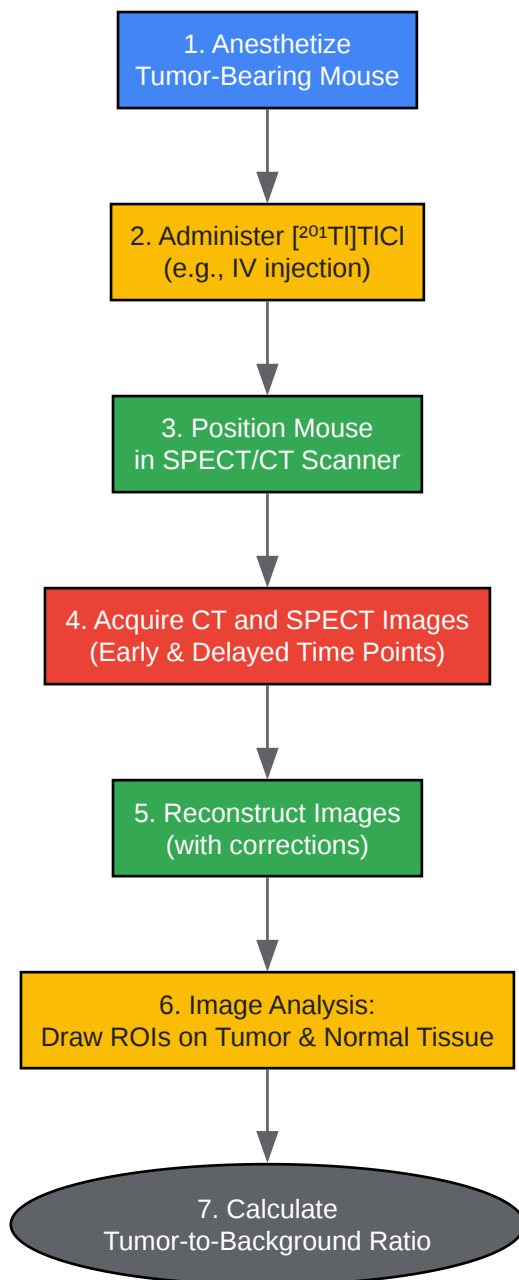 1. Anesthetize
Tumor-Bearing Mouse
2. Administer [²⁰¹Tl]TlCl
(e.g., IV injection)
3. Position Mouse
in SPECT/CT Scanner
4. Acquire CT and SPECT Images
(Early & Delayed Time Points)
5. Reconstruct Images
(with corrections)
6. Image Analysis:
Draw ROIs on Tumor & Normal Tissue
7. Calculate
Tumor-to-Background Ratio